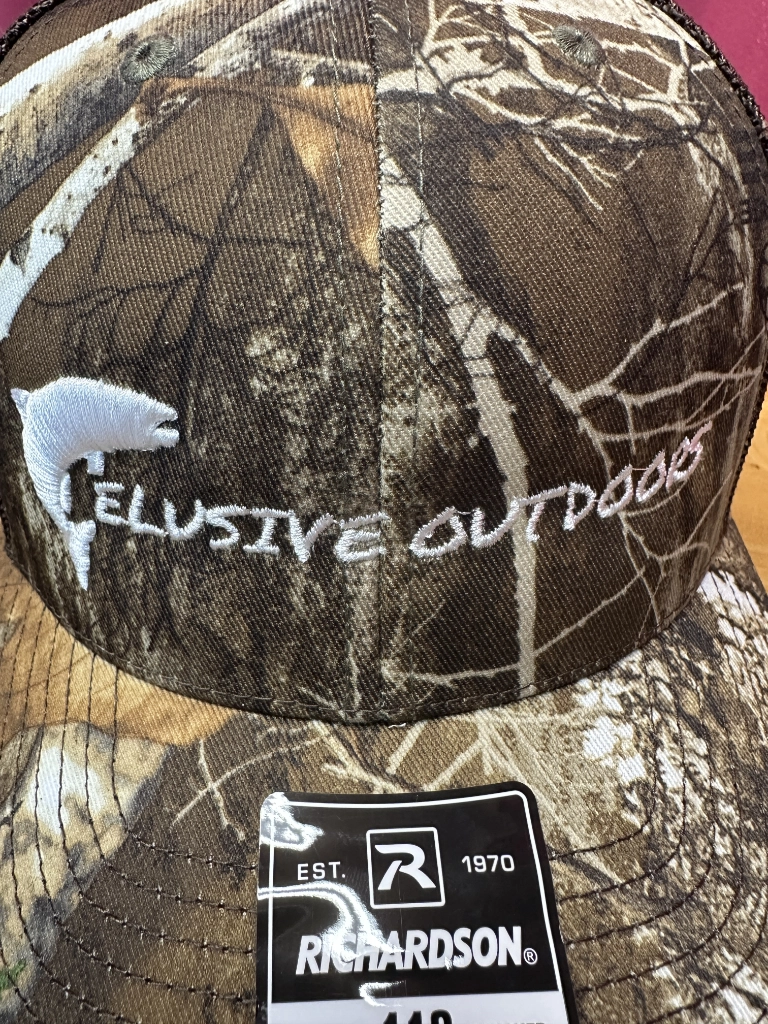 ELUSIVE OUTDOORS
EST. R 1970
RICHARDSON®